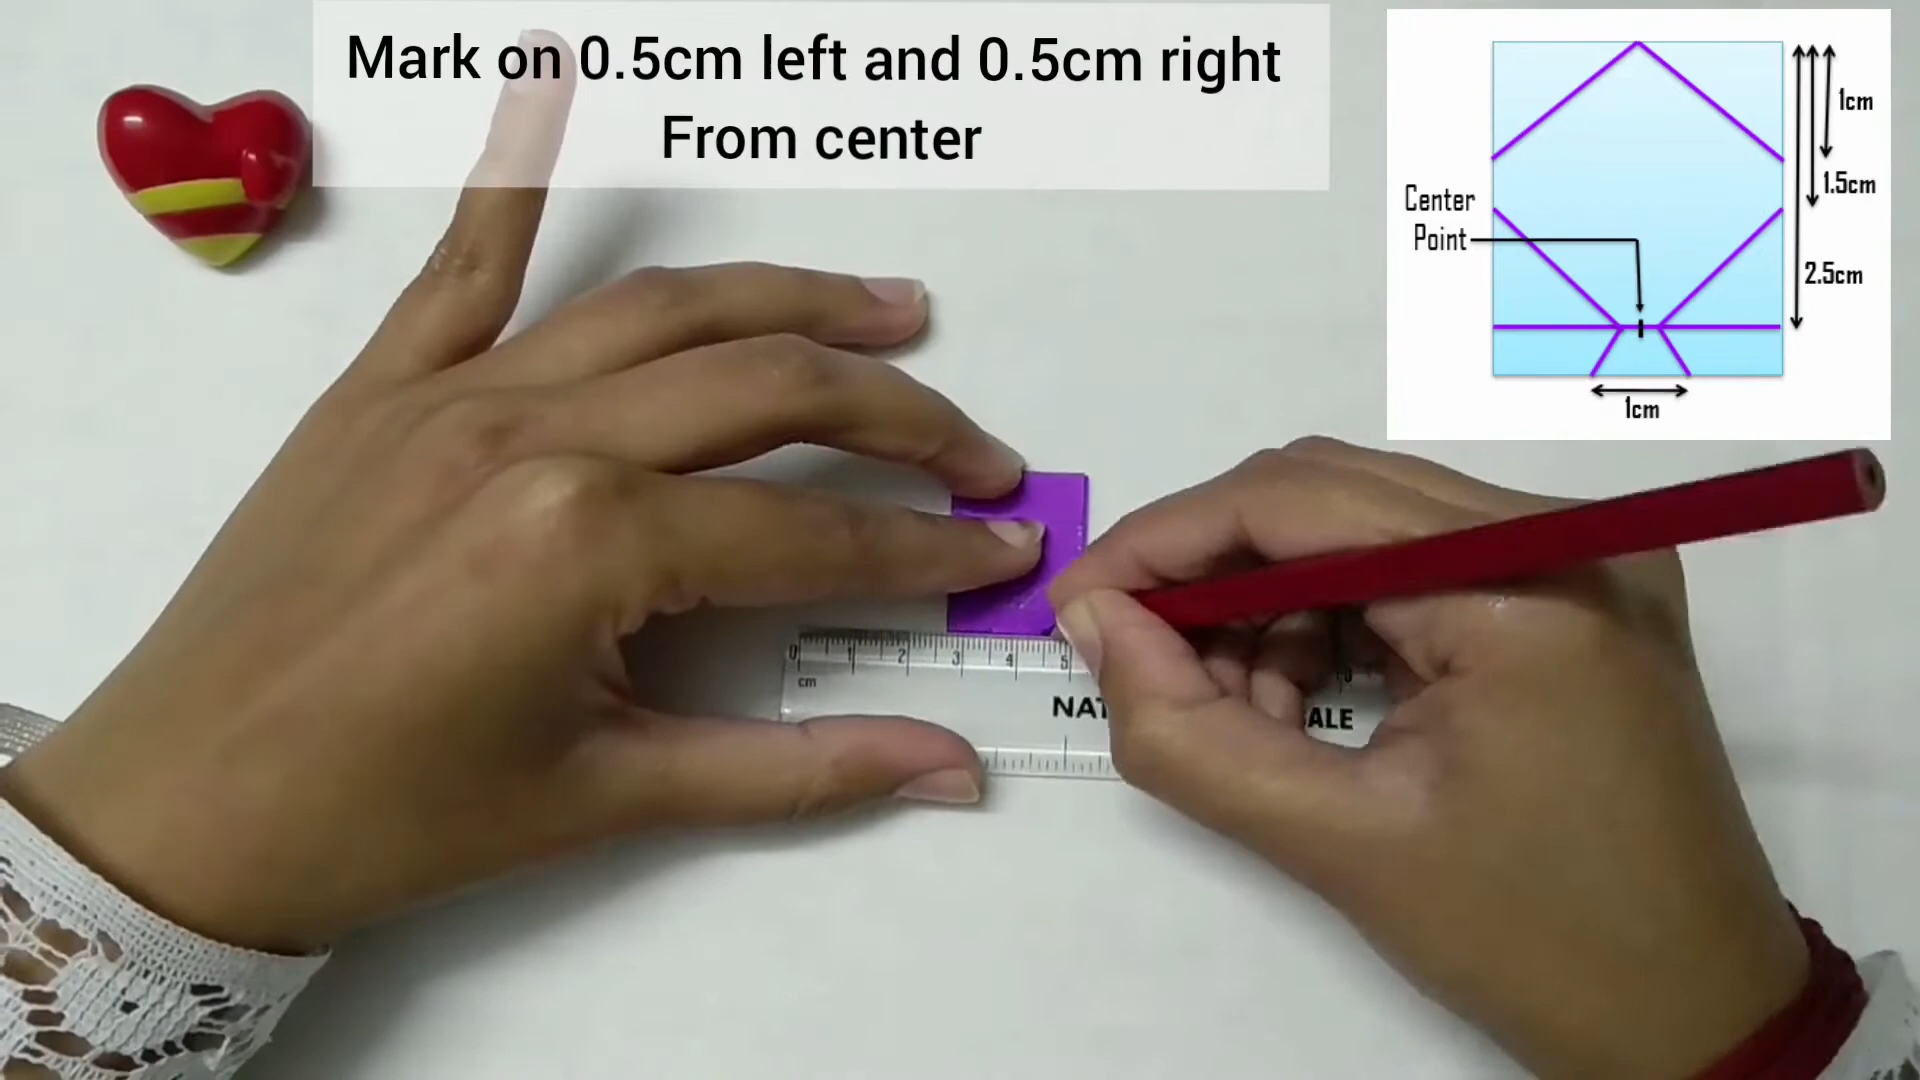 Mark on 0.5cm left and 0.5cm right
From center
1cm
1.5cm
Center
Point
2.5cm
1cm
0 1 2 3 4 5
cm
NAT
ALE